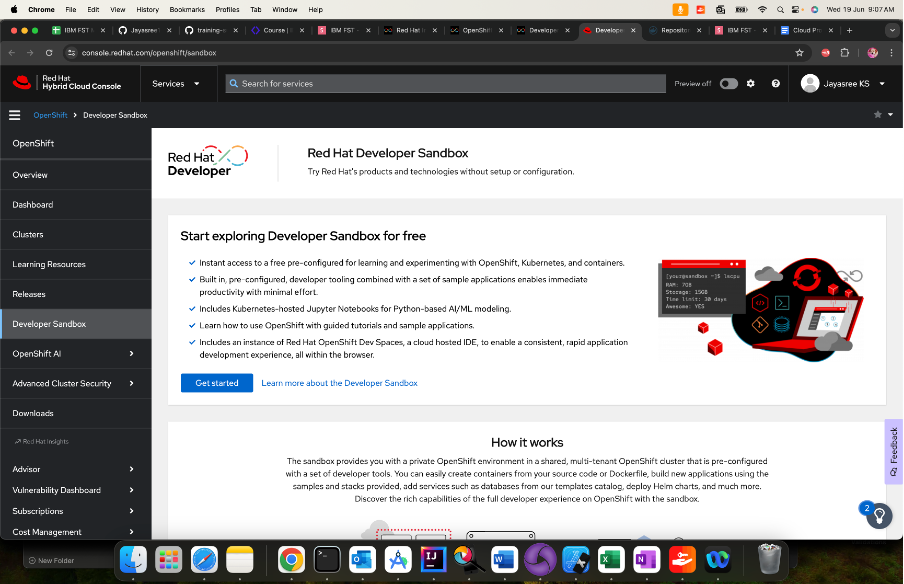 Chrome File Edit View History Bookmarks Profiles Tab Window Help Wed 19 Jun 9:07 AM
IBM FST Jayasree training-r Course IBM FST Red Hat OpenShift Develope Develope Reposito IBM FST Cloud Pro
console.redhat.com/openshift/sandbox
Red Hat
Hybrid Cloud Console
Services
Search for services
Preview off
Jayasree KS
OpenShift > Developer Sandbox
OpenShift
Overview
Dashboard
Clusters
Learning Resources
Releases
Developer Sandbox
OpenShift AI
Advanced Cluster Security
Downloads
Red Hat Insights
Advisor
Vulnerability Dashboard
Subscriptions
Cost Management
Red Hat
Developer
Red Hat Developer Sandbox
Try Red Hat's products and technologies without setup or configuration.
Start exploring Developer Sandbox for free
Instant access to a free pre-configured for learning and experimenting with OpenShift, Kubernetes, and containers.
Built in, pre-configured, developer tooling combined with a set of sample applications enables immediate
productivity with minimal effort.
Includes Kubernetes-hosted Jupyter Notebooks for Python-based AI/ML modeling.
Learn how to use OpenShift with guided tutorials and sample applications.
Includes an instance of Red Hat OpenShift Dev Spaces, a cloud hosted IDE, to enable a consistent, rapid application
development experience, all within the browser.
Get started
Learn more about the Developer Sandbox
[your@sandbox ~]$ lscpu
RAM: 7GB
Storage: 15GB
Time limit: 30 days
Awesome: YES
How it works
The sandbox provides you with a private OpenShift environment in a shared, multi-tenant OpenShift cluster that is pre-configured
with a set of developer tools. You can easily create containers from your source code or Dockerfile, build new applications using the
samples and stacks provided, add services such as databases from our templates catalog, deploy Helm charts, and much more.
Discover the rich capabilities of the full developer experience on OpenShift with the sandbox.
Feedback
2
New Folder